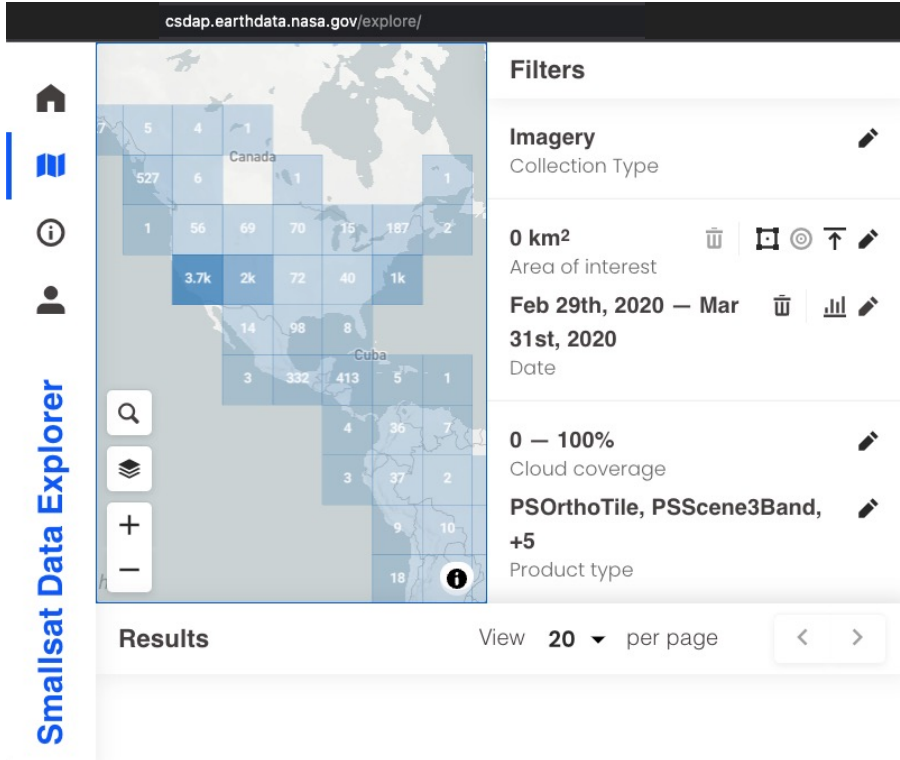 csdap.earthdata.nasa.gov/explore/
Smallsat Data Explorer
7 5 4 1
Canada
527 6 1 1
1 56 69 70 15 187 2
3.7k 2k 72 40 1k
14 98 8
Cuba
3 332 413 5 1
4 36 7
3 37 2
9 10
18
Filters
Imagery
Collection Type
0 km²
Area of interest
Feb 29th, 2020 — Mar
31st, 2020
Date
0 — 100%
Cloud coverage
PSOrthoTile, PSScene3Band,
+5
Product type
Results
View 20 per page